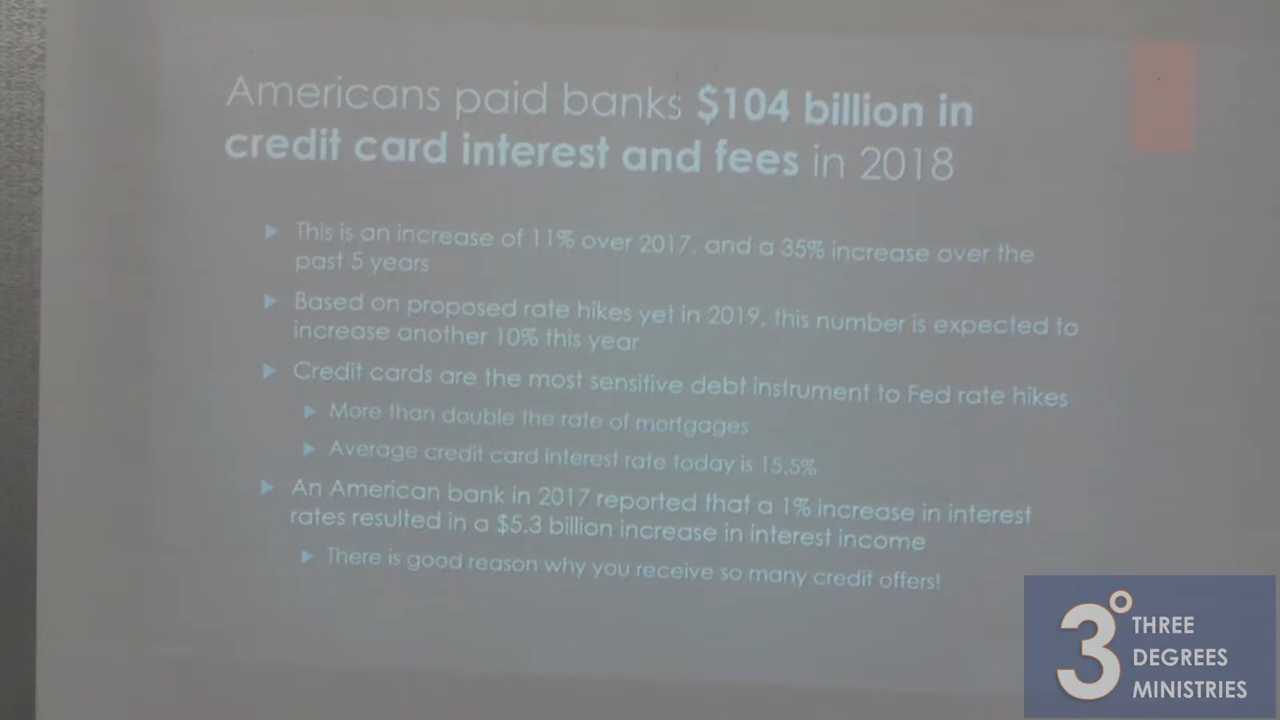 Americans paid banks $104 billion in
credit card interest and fees in 2018
This is an increase of 11% over 2017, and a 35% increase over the
past 5 years
Based on proposed rate hikes yet in 2019, this number is expected to
increase another 10% this year
Credit cards are the most sensitive debt instrument to Fed rate hikes
More than double the rate of mortgages
Average credit card interest rate today is 15.5%
An American bank in 2017 reported that a 1% increase in interest
rates resulted in a $5.3 billion increase in interest income
There is good reason why you receive so many credit offers!
3° THREE
DEGREES
MINISTRIES